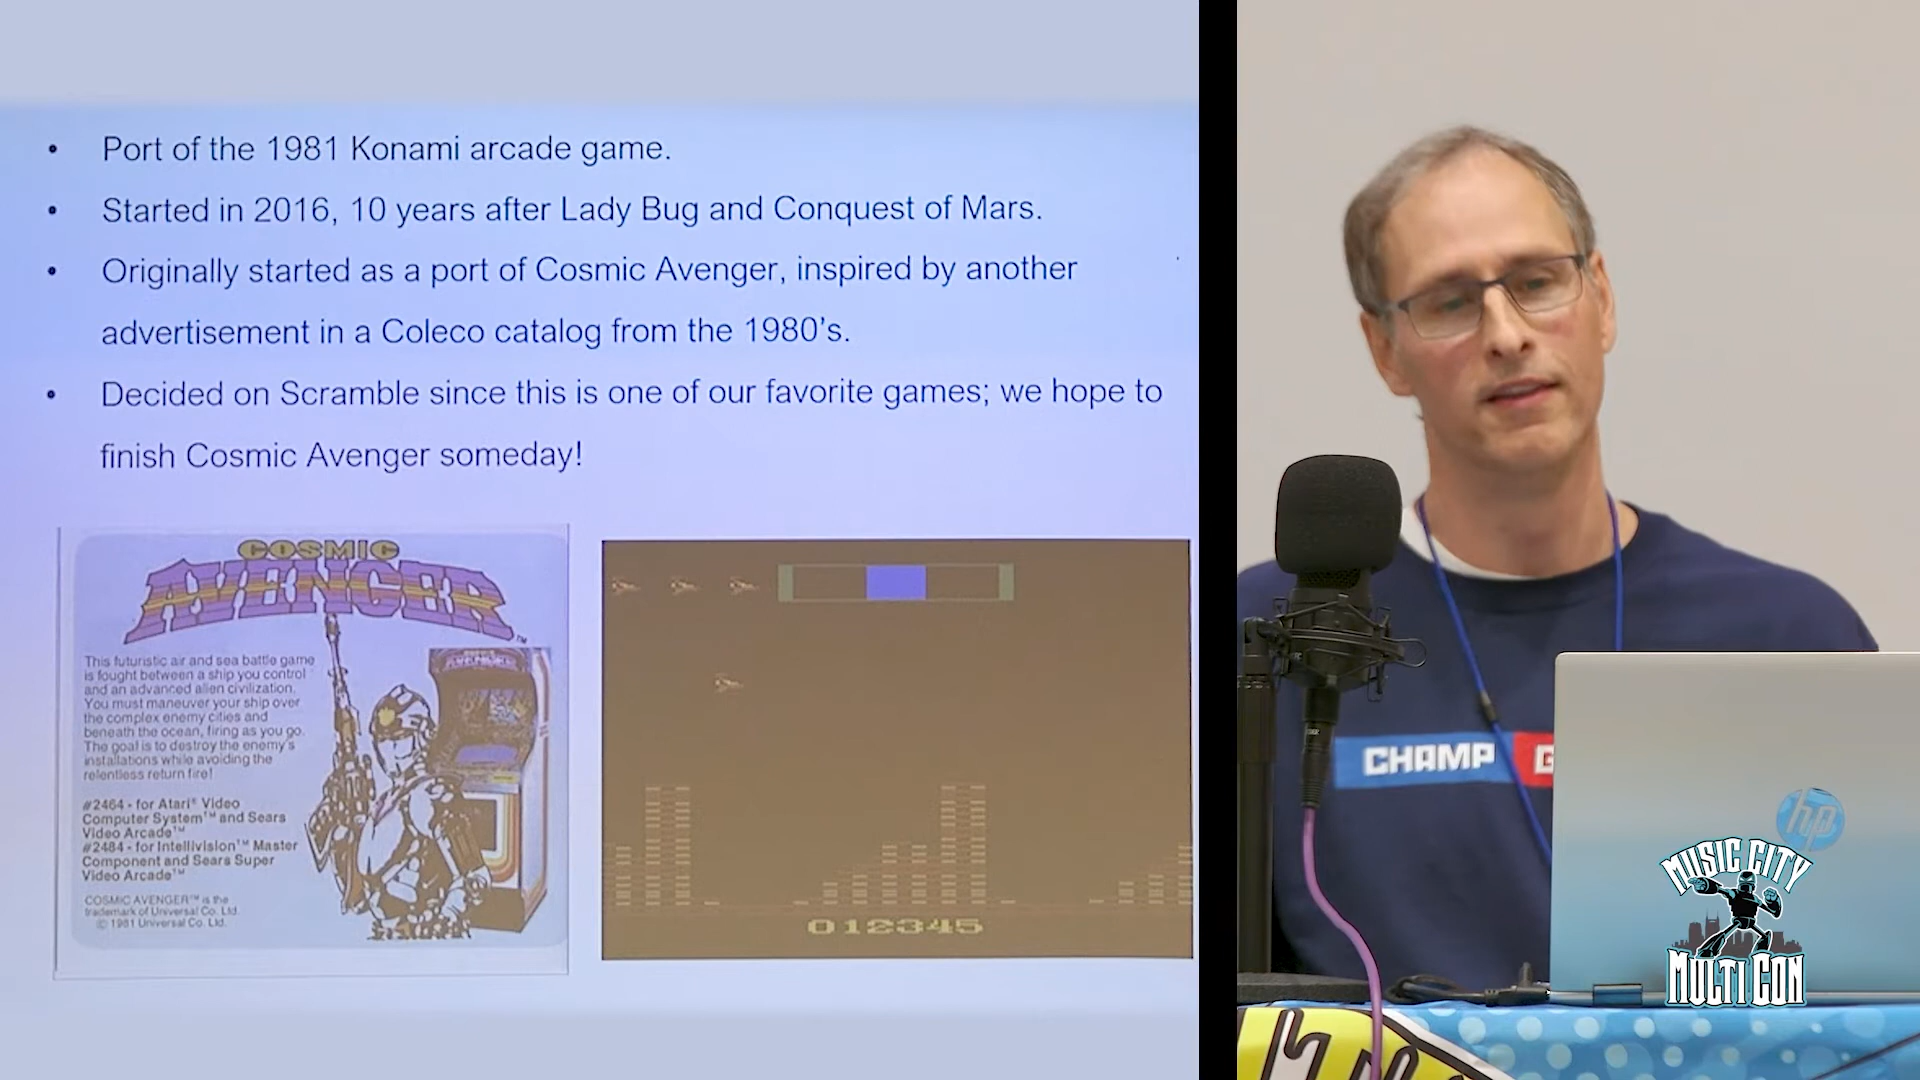 • Port of the 1981 Konami arcade game.
• Started in 2016, 10 years after Lady Bug and Conquest of Mars.
• Originally started as a port of Cosmic Avenger, inspired by another
advertisement in a Coleco catalog from the 1980's.
• Decided on Scramble since this is one of our favorite games; we hope to
finish Cosmic Avenger someday!
COSMIC
AVENGER™
This futuristic air and sea battle game
is fought between a ship you control
and an advanced alien civilization.
You must maneuver your ship over
the complex enemy cities and
beneath the ocean, firing as you go.
The goal is to destroy the enemy's
installations while avoiding the
relentless return fire!
#2464 - for Atari® Video
Computer System™ and Sears
Video Arcade™
#2484 - for Intellivision™ Master
Component and Sears Super
Video Arcade™
COSMIC AVENGER™ is the
trademark of Universal Co. Ltd.
© 1981 Universal Co. Ltd.
012345
CHAMP G
hp
MUSIC CITY
MULTI CON